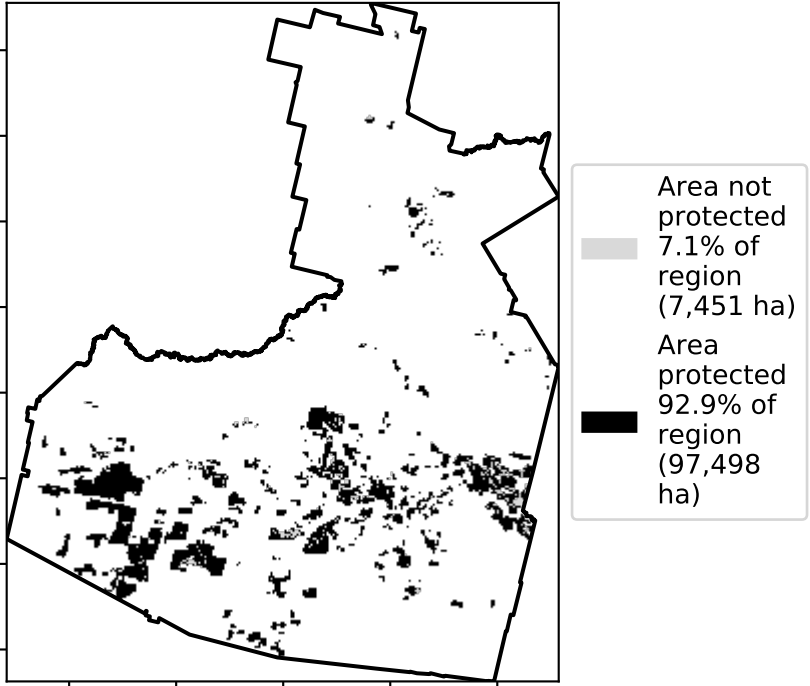 Area not
protected
7.1% of
region
(7,451 ha)
Area
protected
92.9% of
region
(97,498
ha)